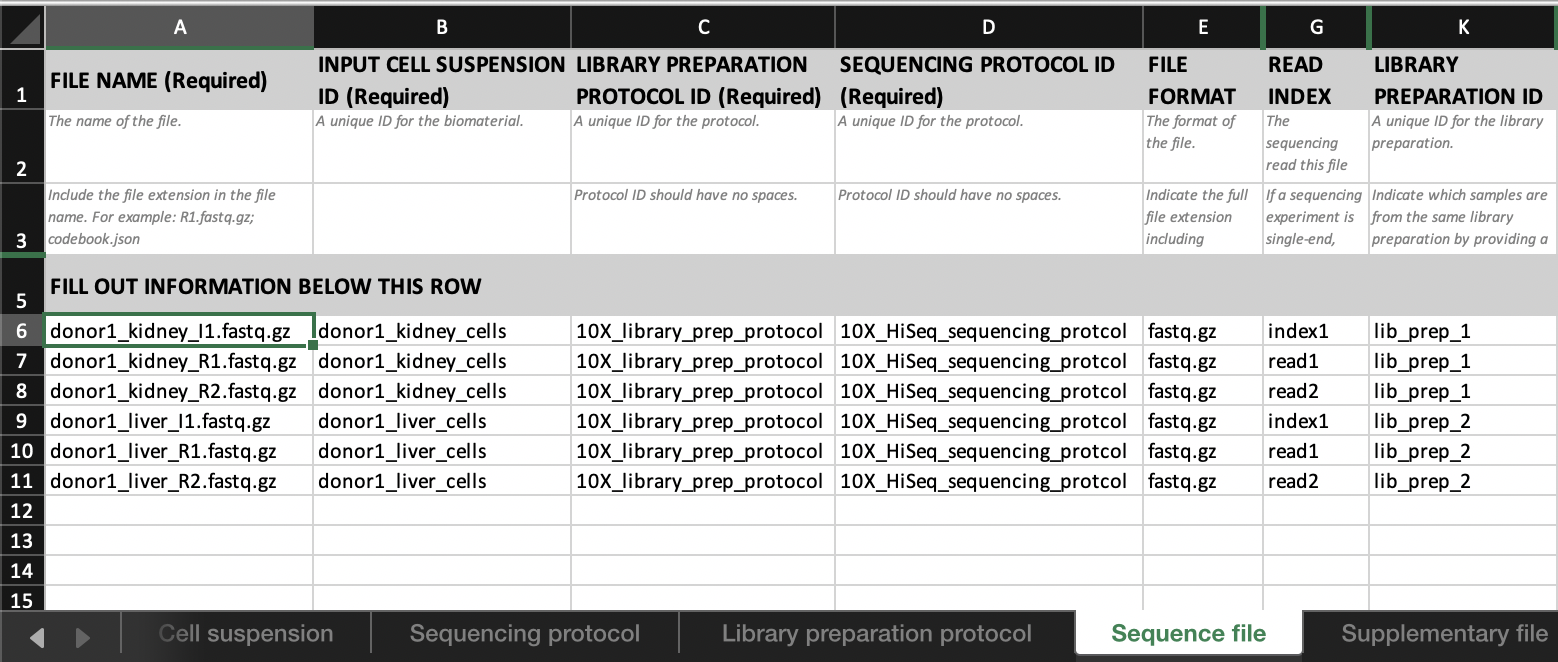 A B C D E G K
1 FILE NAME (Required) INPUT CELL SUSPENSION ID (Required) LIBRARY PREPARATION PROTOCOL ID (Required) SEQUENCING PROTOCOL ID (Required) FILE FORMAT READ INDEX LIBRARY PREPARATION ID
2 The name of the file. A unique ID for the biomaterial. A unique ID for the protocol. A unique ID for the protocol. The format of the file. The sequencing read this file A unique ID for the library preparation.
3 Include the file extension in the file name. For example: R1.fastq.gz; codebook.json Protocol ID should have no spaces. Protocol ID should have no spaces. Indicate the full file extension including If a sequencing experiment is single-end, Indicate which samples are from the same library preparation by providing a
5 FILL OUT INFORMATION BELOW THIS ROW
6 donor1_kidney_I1.fastq.gz donor1_kidney_cells 10X_library_prep_protocol 10X_HiSeq_sequencing_protcol fastq.gz index1 lib_prep_1
7 donor1_kidney_R1.fastq.gz donor1_kidney_cells 10X_library_prep_protocol 10X_HiSeq_sequencing_protcol fastq.gz read1 lib_prep_1
8 donor1_kidney_R2.fastq.gz donor1_kidney_cells 10X_library_prep_protocol 10X_HiSeq_sequencing_protcol fastq.gz read2 lib_prep_1
9 donor1_liver_I1.fastq.gz donor1_liver_cells 10X_library_prep_protocol 10X_HiSeq_sequencing_protcol fastq.gz index1 lib_prep_2
10 donor1_liver_R1.fastq.gz donor1_liver_cells 10X_library_prep_protocol 10X_HiSeq_sequencing_protcol fastq.gz read1 lib_prep_2
11 donor1_liver_R2.fastq.gz donor1_liver_cells 10X_library_prep_protocol 10X_HiSeq_sequencing_protcol fastq.gz read2 lib_prep_2
12
13
14
15
Cell suspension Sequencing protocol Library preparation protocol Sequence file Supplementary file